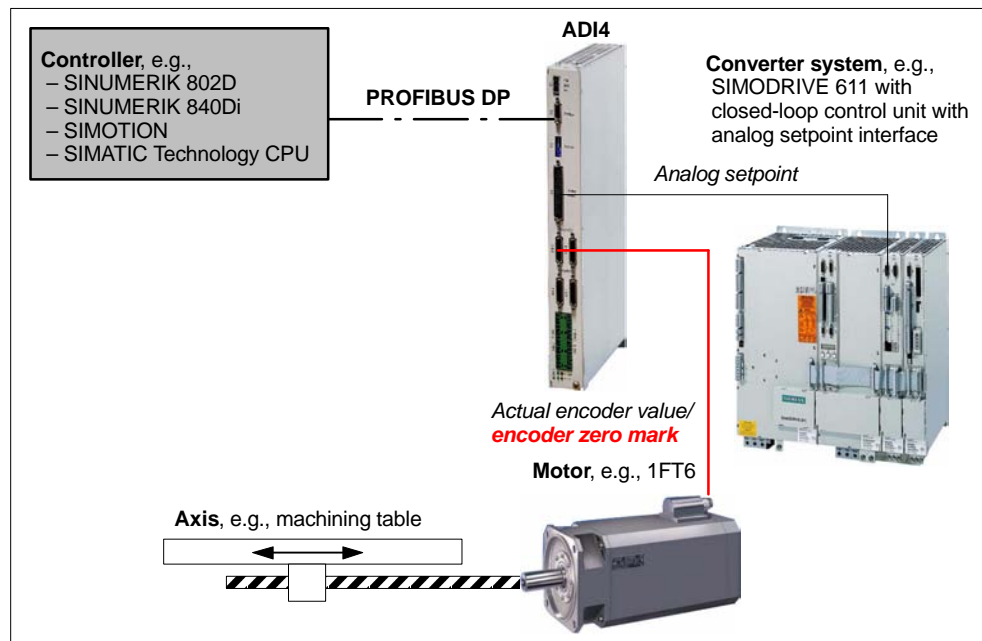 ADI4
Controller, e.g.,
– SINUMERIK 802D
– SINUMERIK 840Di
– SIMOTION
– SIMATIC Technology CPU
PROFIBUS DP
Converter system, e.g.,
SIMODRIVE 611 with
closed-loop control unit with
analog setpoint interface
Analog setpoint
SIEMENS
Actual encoder value/
encoder zero mark
Motor, e.g., 1FT6
Axis, e.g., machining table